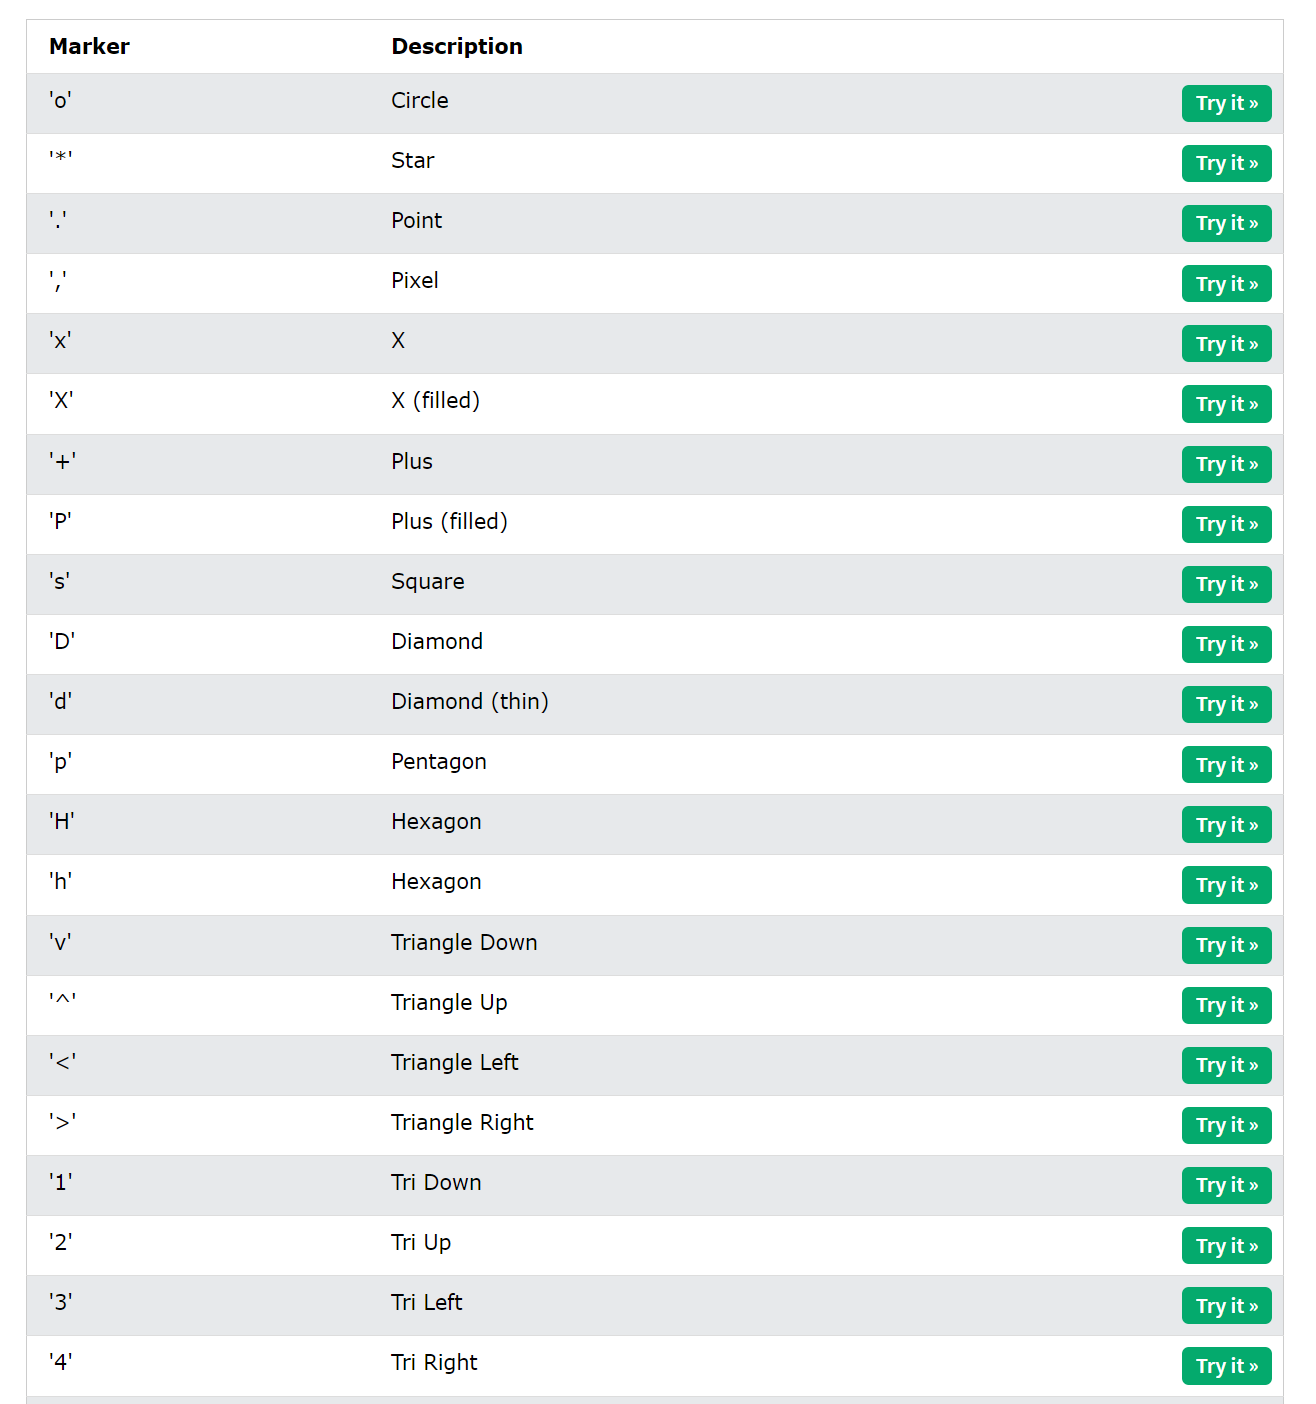 Marker Description
'o' Circle Try it »
'*' Star Try it »
'.' Point Try it »
',' Pixel Try it »
'x' X Try it »
'X' X (filled) Try it »
'+' Plus Try it »
'P' Plus (filled) Try it »
's' Square Try it »
'D' Diamond Try it »
'd' Diamond (thin) Try it »
'p' Pentagon Try it »
'H' Hexagon Try it »
'h' Hexagon Try it »
'v' Triangle Down Try it »
'^' Triangle Up Try it »
'<' Triangle Left Try it »
'>' Triangle Right Try it »
'1' Tri Down Try it »
'2' Tri Up Try it »
'3' Tri Left Try it »
'4' Tri Right Try it »